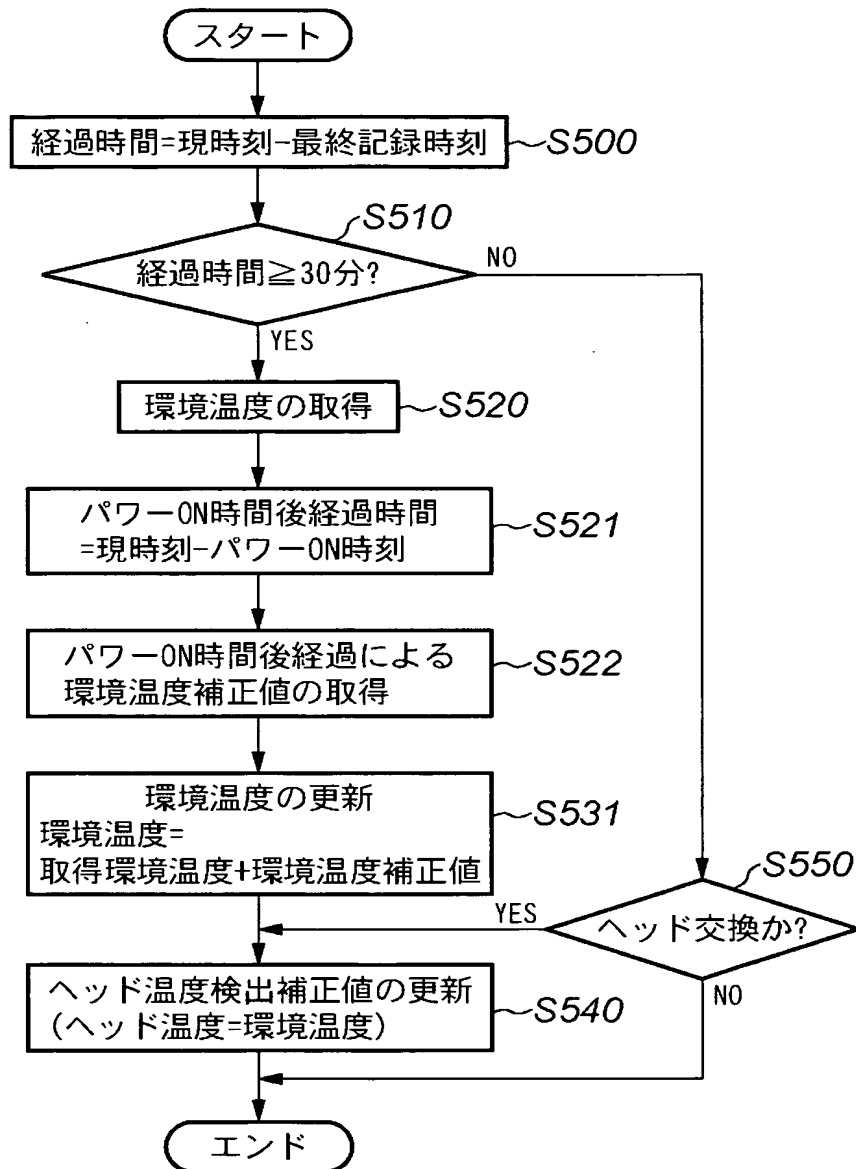 スタート
経過時間=現時刻-最終記録時刻
S500
S510
経過時間≧30分?
NO
YES
環境温度の取得
S520
パワーON時間後経過時間
=現時刻-パワーON時刻
S521
パワーON時間後経過による
環境温度補正値の取得
S522
環境温度の更新
環境温度=
取得環境温度+環境温度補正値
S531
S550
ヘッド交換か?
YES
NO
ヘッド温度検出補正値の更新
(ヘッド温度=環境温度)
S540
エンド